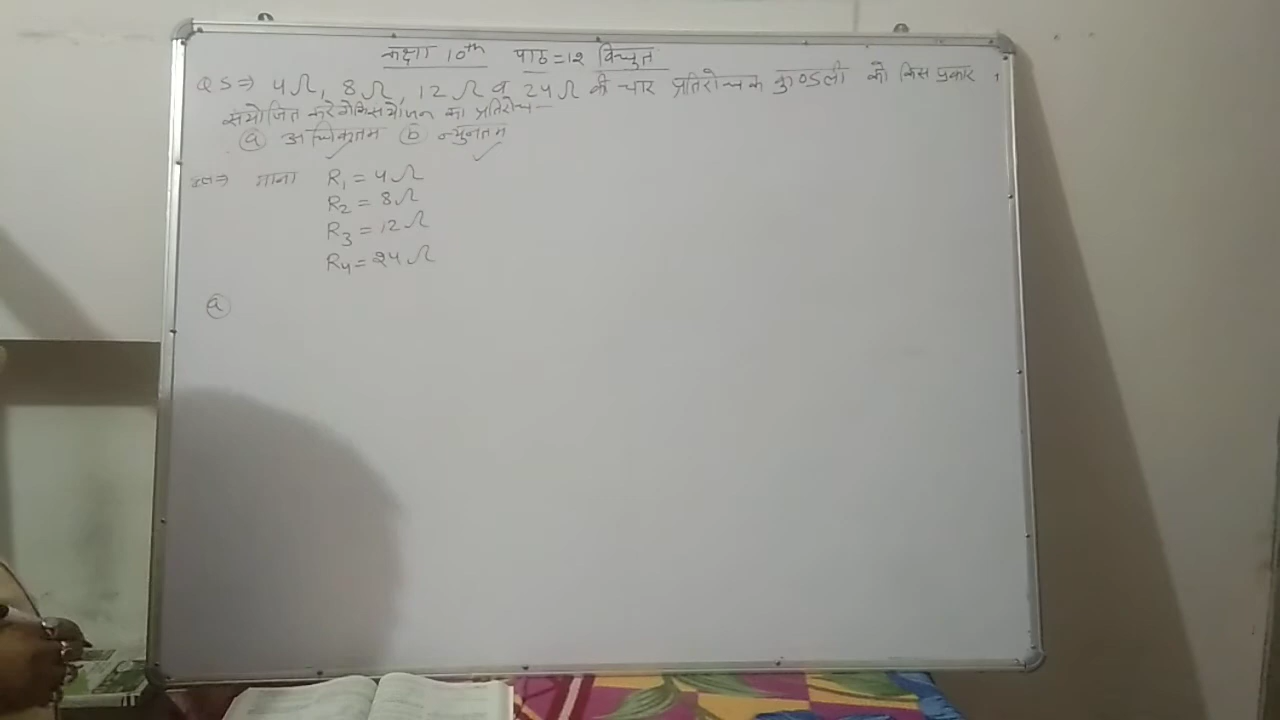 कक्षा 10th पाठ=12 विद्युत
Q5⇒ 4Ω, 8Ω, 12Ω व 24Ω की चार प्रतिरोधक कुण्डली को किस प्रकार
संयोजित करेगे कि संयोजन का प्रतिरोध—
ⓐ अधिकतम ⓑ न्युनतम
माना R₁ = 4Ω
R₂ = 8Ω
R₃ = 12Ω
R₄ = 24Ω
ⓐ